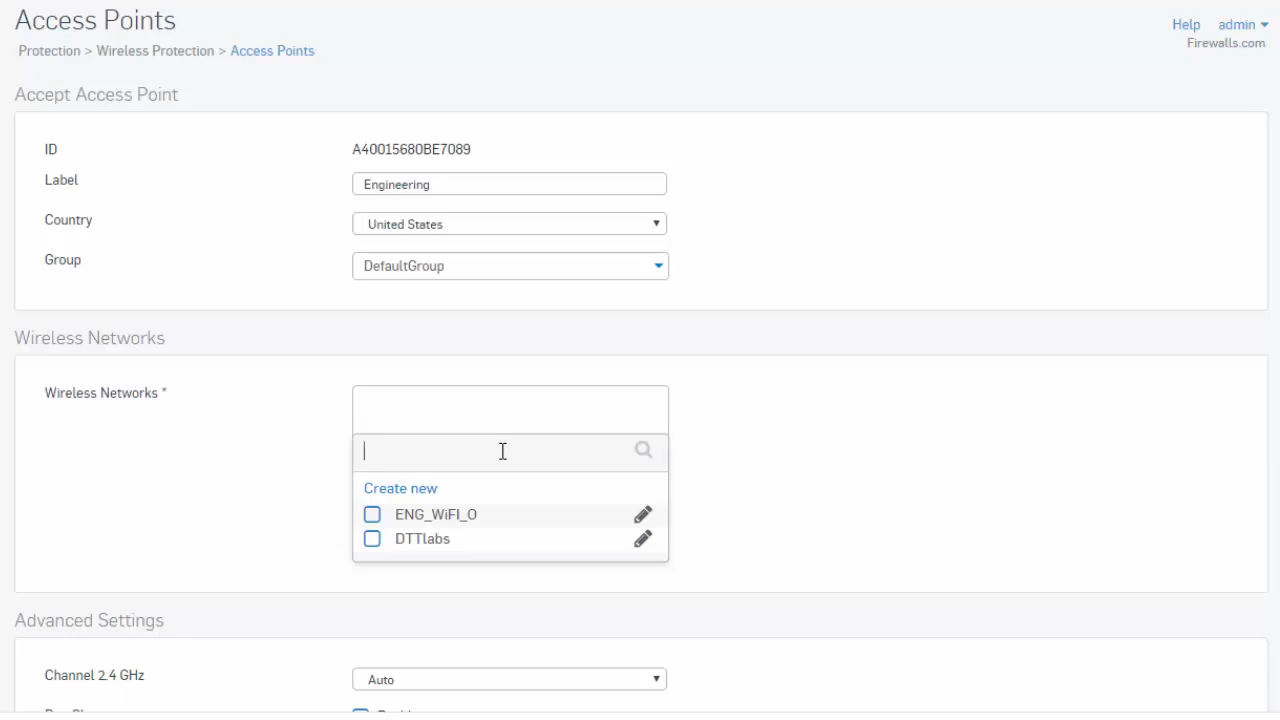 Access Points
Help admin
Protection > Wireless Protection > Access Points
Firewalls.com
Accept Access Point
ID A40015680BE7089
Label Engineering
Country United States
Group DefaultGroup
Wireless Networks
Wireless Networks *
Create new
ENG_WiFI_O
DTTlabs
Advanced Settings
Channel 2.4 GHz Auto